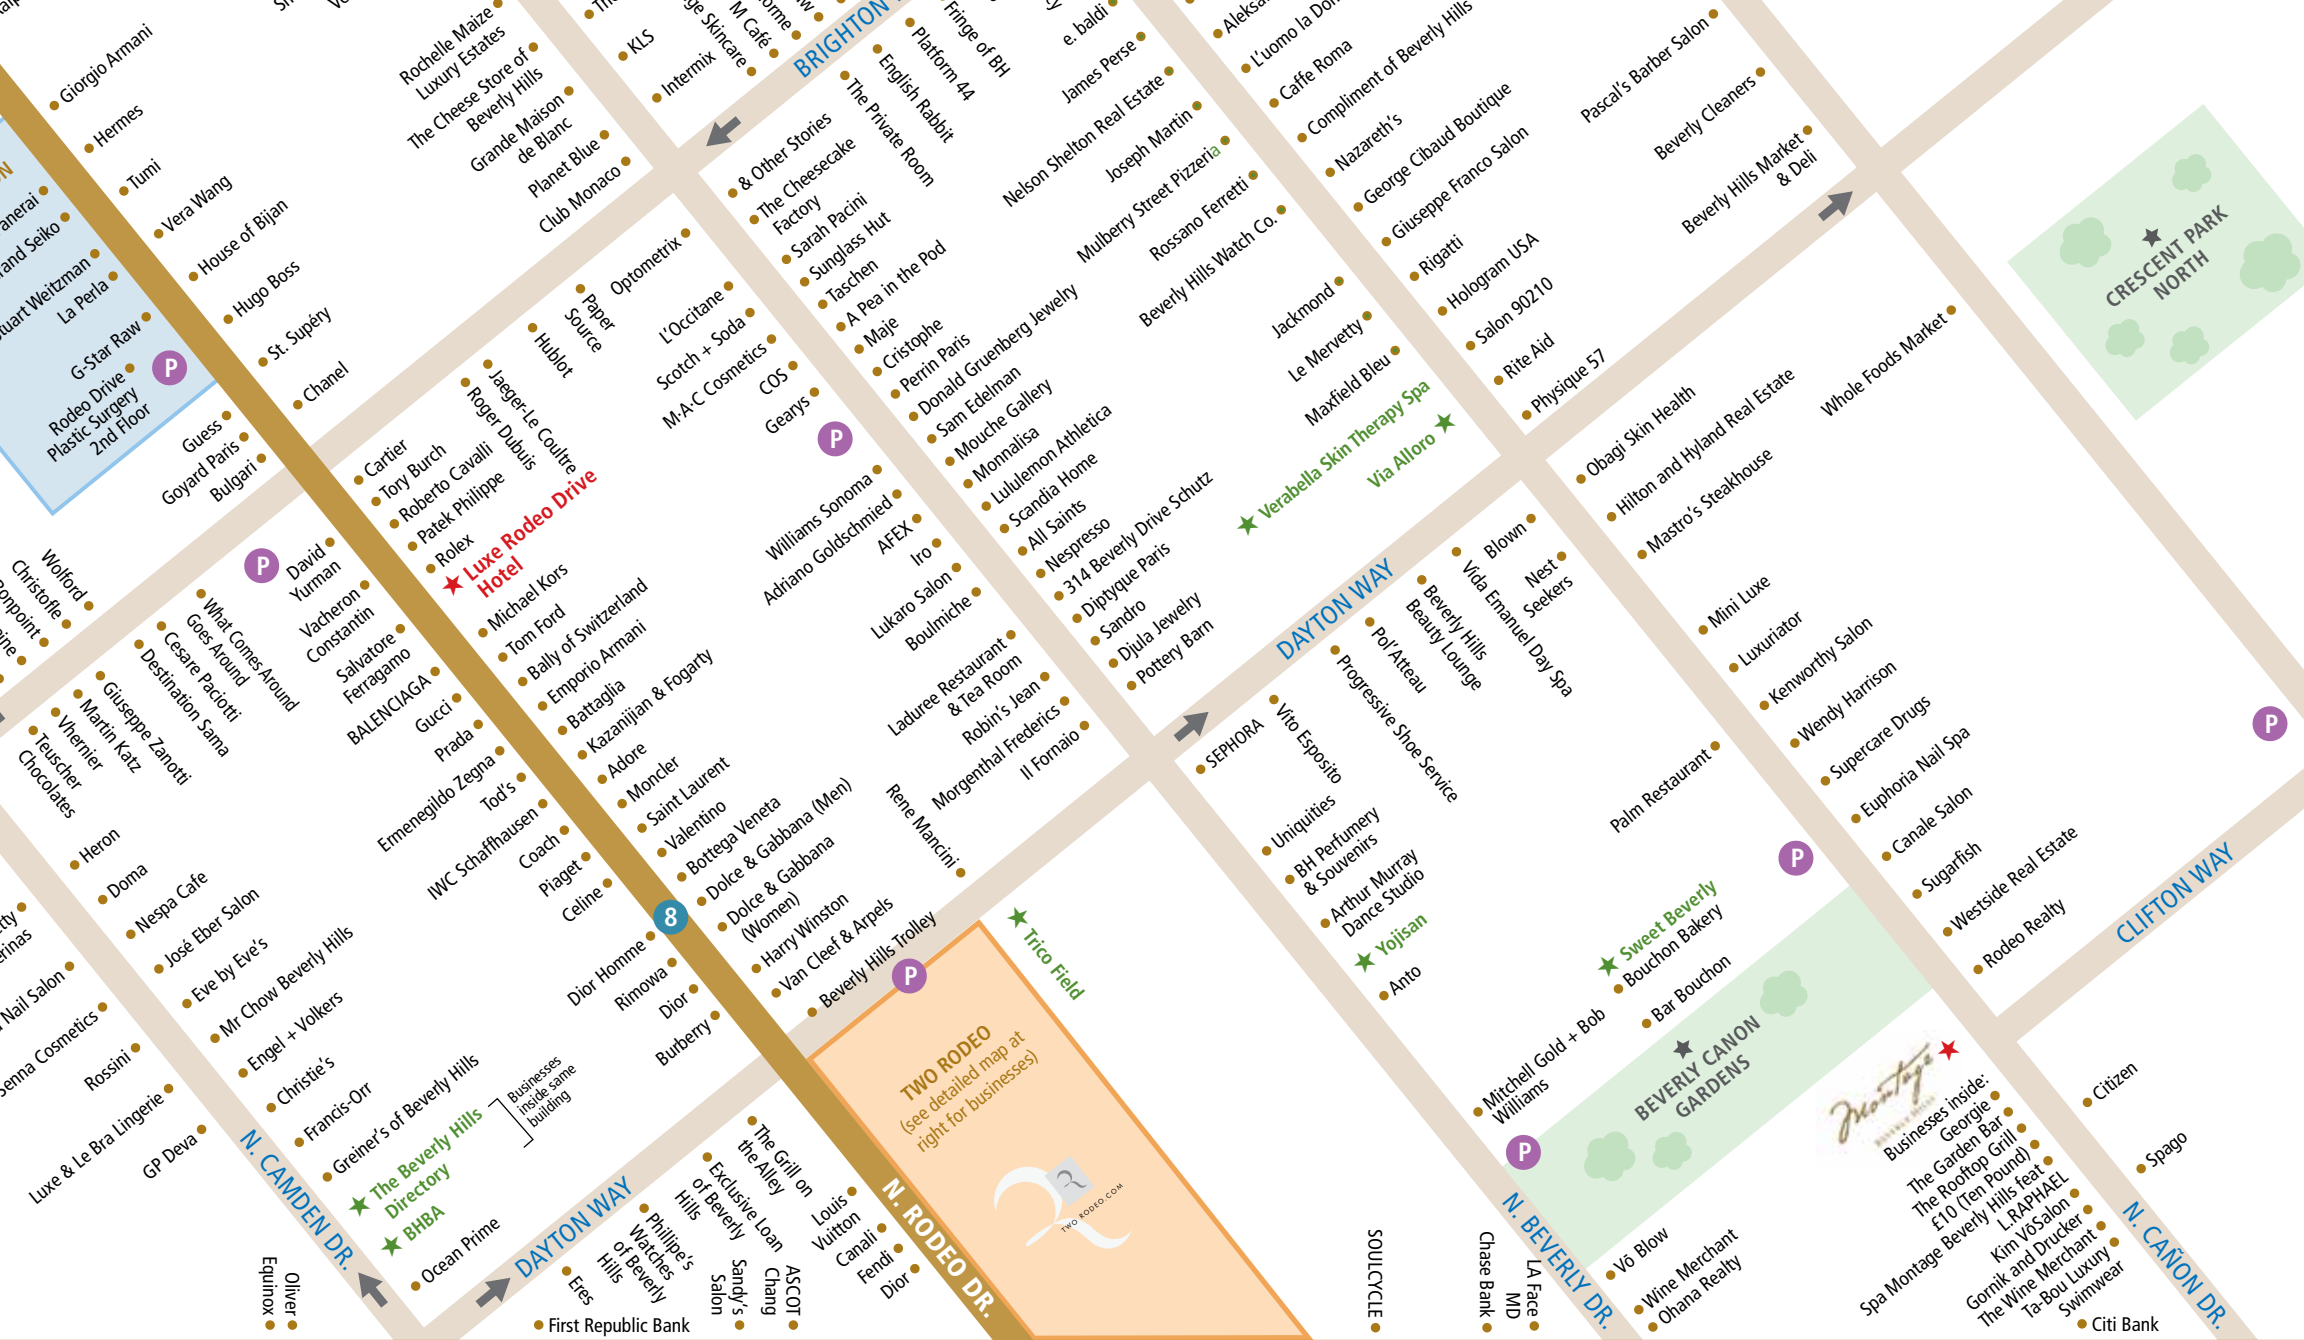 Giorgio Armani
Hermes
Tumi
Vera Wang
House of Bijan
Hugo Boss
St. Supéry
Chanel
Grand Seiko
Stuart Weitzman
La Perla
G-Star Raw
Rodeo Drive
Plastic Surgery
2nd Floor
Guess
Goyard Paris
Bulgari
Rochelle Maize
Luxury Estates
The Cheese Store of
Beverly Hills
Grande Maison
de Blanc
Planet Blue
Club Monaco
KLS
Intermix
M Café
BRIGHTON
Platform 44
Fringe of BH
English Rabbit
The Private Room
e. baldi
James Perse
Nelson Shelton Real Estate
Joseph Martin
Mulberry Street Pizzeria
Rossano Ferretti
Beverly Hills Watch Co.
Jackmond
Le Mervetty
Maxfield Bleu
Verabella Skin Therapy Spa
Via Alloro
Caffe Roma
Compliment of Beverly Hills
Nazareth's
George Cibaud Boutique
Giuseppe Franco Salon
Rigatti
Hologram USA
Salon 90210
Rite Aid
Physique 57
Pascal's Barber Salon
Beverly Cleaners
Beverly Hills Market
& Deli
CRESCENT PARK
NORTH
Whole Foods Market
Optometrix
Paper
Source
Hublot
Jaeger-Le Coultre
Roger Dubuis
L'Occitane
Scotch + Soda
M·A·C Cosmetics
COS
Gearys
P
P
P
& Other Stories
The Cheesecake
Factory
Sarah Pacini
Sunglass Hut
Taschen
A Pea in the Pod
Maje
Cristophe
Perrin Paris
Donald Gruenberg Jewelry
Sam Edelman
Mouche Gallery
Monnalisa
Lululemon Athletica
Scandia Home
All Saints
Nespresso
314 Beverly Drive Schutz
Diptyque Paris
Sandro
Djula Jewelry
Pottery Barn
Cartier
Tory Burch
Roberto Cavalli
Patek Philippe
Rolex
Luxe Rodeo Drive
Hotel
Michael Kors
Tom Ford
Bally of Switzerland
Emporio Armani
Battaglia
Kazanijian & Fogarty
Adore
Moncler
Saint Laurent
Valentino
Bottega Veneta
Dolce & Gabbana (Men)
Dolce & Gabbana
(Women)
Harry Winston
Van Cleef & Arpels
Beverly Hills Trolley
P
Williams Sonoma
Adriano Goldschmied
AFEX
Iro
Lukaro Salon
Boulmiche
Laduree Restaurant
& Tea Room
Robin's Jean
Morgenthal Frederics
Il Fornaio
Rene Mancini
Trico Field
Wolford
Christofle
Bonpoint
What Comes Around
Goes Around
Cesare Paciotti
Destination Sama
Giuseppe Zanotti
Martin Katz
Vhernier
Teuscher
Chocolates
David
Yurman
Vacheron
Constantin
Salvatore
Ferragamo
BALENCIAGA
Gucci
Prada
Ermenegildo Zegna
Tod's
IWC Schaffhausen
Coach
Piaget
Celine
8
Dior Homme
Rimowa
Dior
Burberry
Heron
Doma
Nespa Cafe
José Eber Salon
Eve by Eve's
Mr Chow Beverly Hills
Engel + Volkers
Christie's
Francis-Orr
Greiner's of Beverly Hills
The Beverly Hills
Directory
BHBA
Businesses
inside same
building
Ocean Prime
Nail Salon
Senna Cosmetics
Rossini
Luxe & Le Bra Lingerie
GP Deva
N. CAMDEN DR.
Equinox
Oliver
DAYTON WAY
The Grill on
the Alley
Exclusive Loan
of Beverly
Hills
Philippe's
Watches
of Beverly
Hills
Eres
First Republic Bank
Sandy's
Salon
ASCOT
Chang
Louis
Vuitton
Canali
Fendi
Dior
N. RODEO DR.
TWO RODEO
(see detailed map at
right for businesses)
TWO RODEO.COM
DAYTON WAY
Blown
Nest
Seekers
Vida Emanuel Day Spa
Beverly Hills
Beauty Lounge
Pol'Atteau
Progressive Shoe Service
Vito Esposito
SEPHORA
Uniquities
BH Perfumery
& Souvenirs
Arthur Murray
Dance Studio
Yojisan
Anto
Obagi Skin Health
Hilton and Hyland Real Estate
Mastro's Steakhouse
Mini Luxe
Luxuriator
Kenworthy Salon
Wendy Harrison
Supercare Drugs
Euphoria Nail Spa
Canale Salon
Sugarfish
Westside Real Estate
Rodeo Realty
CLIFTON WAY
P
Palm Restaurant
P
Sweet Beverly
Bouchon Bakery
Bar Bouchon
Mitchell Gold + Bob
Williams
P
BEVERLY CANON
GARDENS
Montage
BEVERLY HILLS
Businesses inside:
Georgie
The Garden Bar
The Rooftop Grill
£10 (Ten Pound)
Spa Montage Beverly Hills feat
L.RAPHAEL
Kim VōSalon
Gornik and Drucker
The Wine Merchant
Ta-Bou Luxury
Swimwear
Citi Bank
Citizen
Spago
N. CAÑON DR.
N. BEVERLY DR.
Vō Blow
Wine Merchant
Ohana Realty
SOULCYCLE
Chase Bank
LA Face
MD